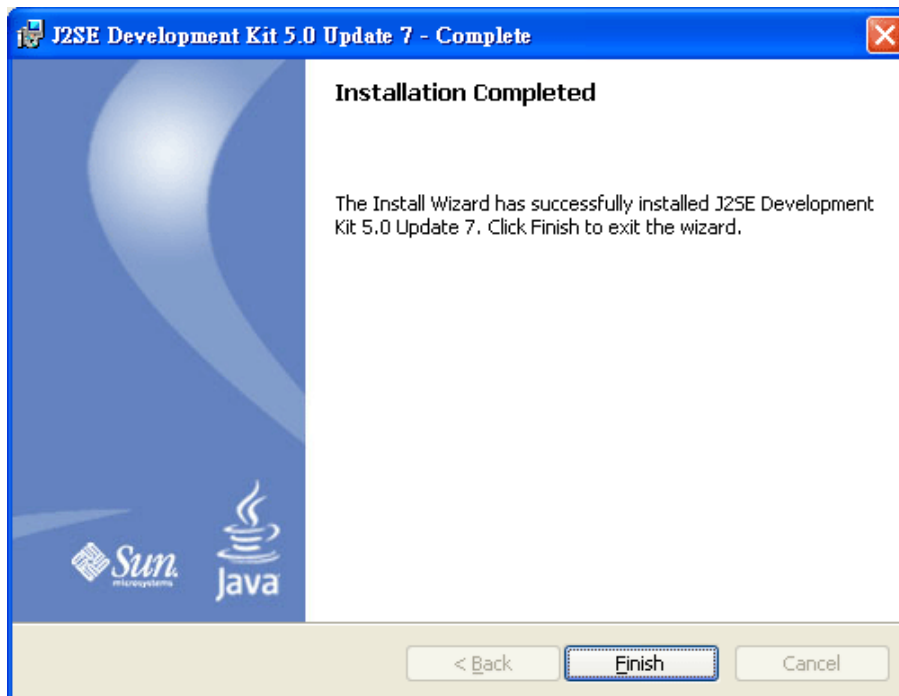 J2SE Development Kit 5.0 Update 7 - Complete
Installation Completed
The Install Wizard has successfully installed J2SE Development
Kit 5.0 Update 7. Click Finish to exit the wizard.
Sun
microsystems
Java
< Back
Finish
Cancel